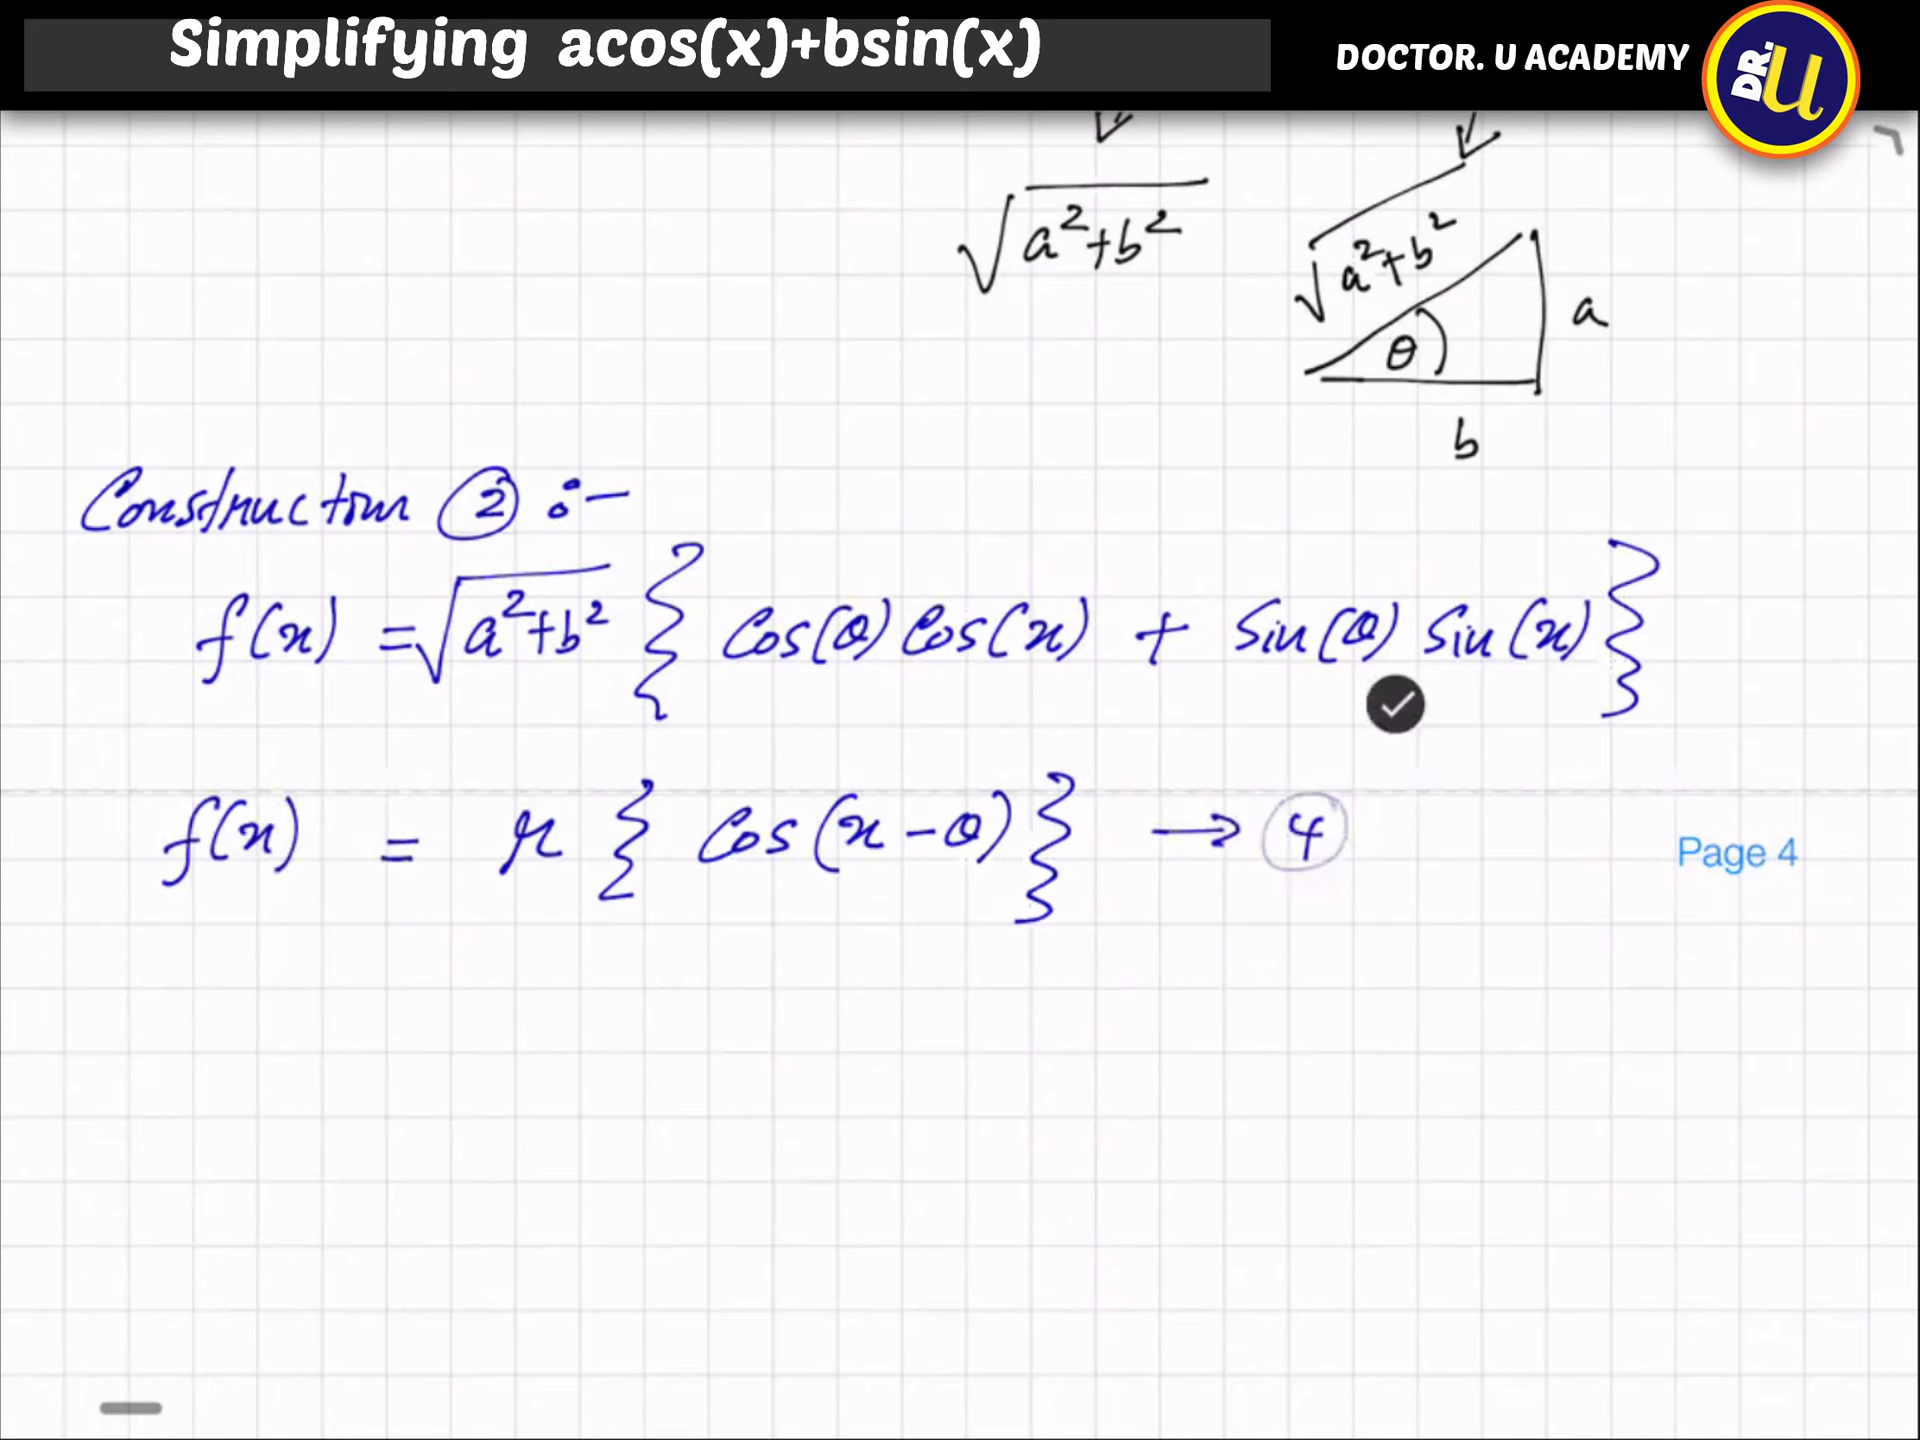 Simplifying acos(x)+bsin(x)
DOCTOR. U ACADEMY
DR. U
√a²+b²
√a²+b²
a
θ
b
Construction ② :-
f(x) = √a²+b² { Cos(θ) Cos(x) + Sin(θ) Sin(x) }
f(x) = r { Cos(x-θ) } → ④
Page 4